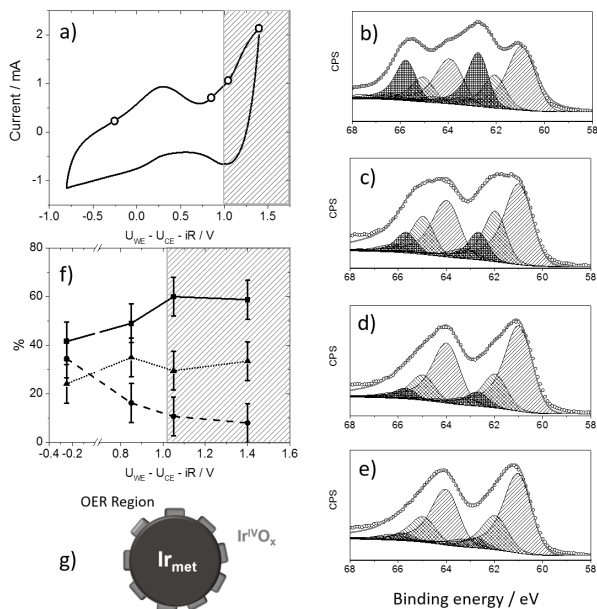 a)
Current / mA
2
1
0
-1
-1.0 -0.5 0.0 0.5 1.0 1.5
U_WE - U_CE - iR / V
f)
%
80
60
40
20
0
-0.4 -0.2 0.8 1.0 1.2 1.4 1.6
U_WE - U_CE - iR / V
OER Region
g)
Ir_met
Ir^IVO_x
b)
CPS
68 66 64 62 60 58
c)
CPS
68 66 64 62 60 58
d)
CPS
68 66 64 62 60 58
e)
CPS
68 66 64 62 60 58
Binding energy / eV